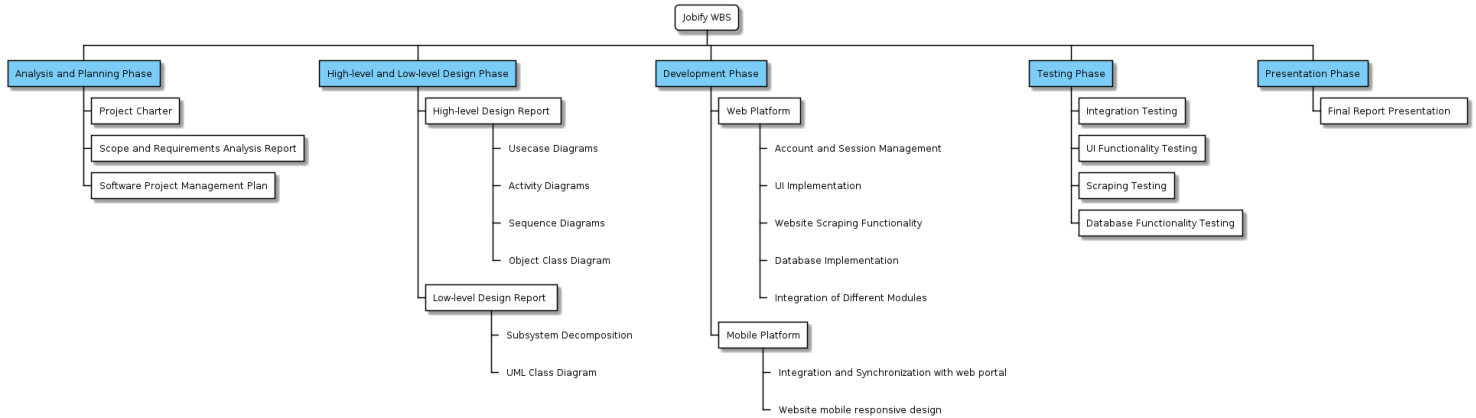 Jobify WBS
Analysis and Planning Phase
Project Charter
Scope and Requirements Analysis Report
Software Project Management Plan
High-level and Low-level Design Phase
High-level Design Report
Usecase Diagrams
Activity Diagrams
Sequence Diagrams
Object Class Diagram
Low-level Design Report
Subsystem Decomposition
UML Class Diagram
Development Phase
Web Platform
Account and Session Management
UI Implementation
Website Scraping Functionality
Database Implementation
Integration of Different Modules
Mobile Platform
Integration and Synchronization with web portal
Website mobile responsive design
Testing Phase
Integration Testing
UI Functionality Testing
Scraping Testing
Database Functionality Testing
Presentation Phase
Final Report Presentation